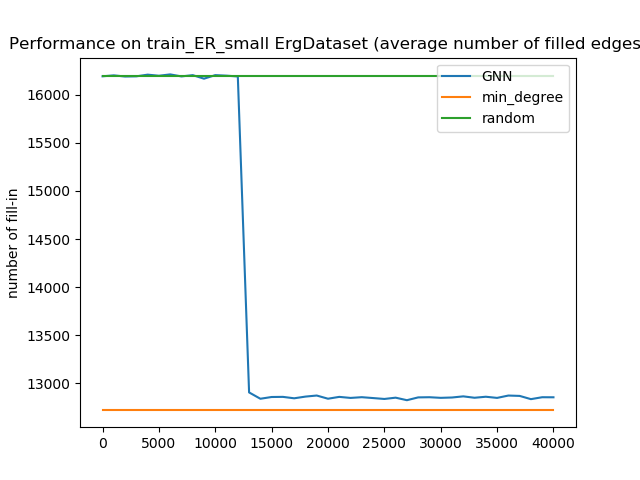 Performance on train_ER_small ErgDataset (average number of filled edges
GNN
min_degree
random
number of fill-in
16000
15500
15000
14500
14000
13500
13000
0 5000 10000 15000 20000 25000 30000 35000 40000